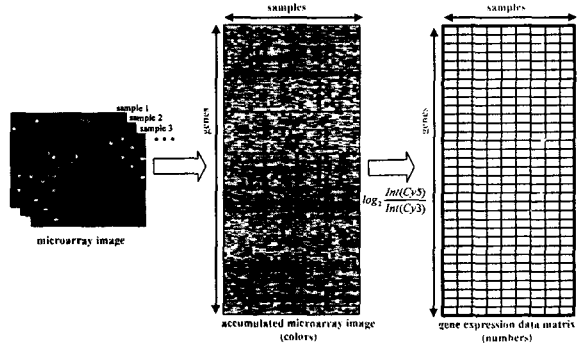 samples
samples
sample 1
sample 2
sample 3
genes
genes
log₂ Int(Cy5)
Int(Cy3)
microarray image
accumulated microarray image
(colors)
gene expression data matrix
(numbers)